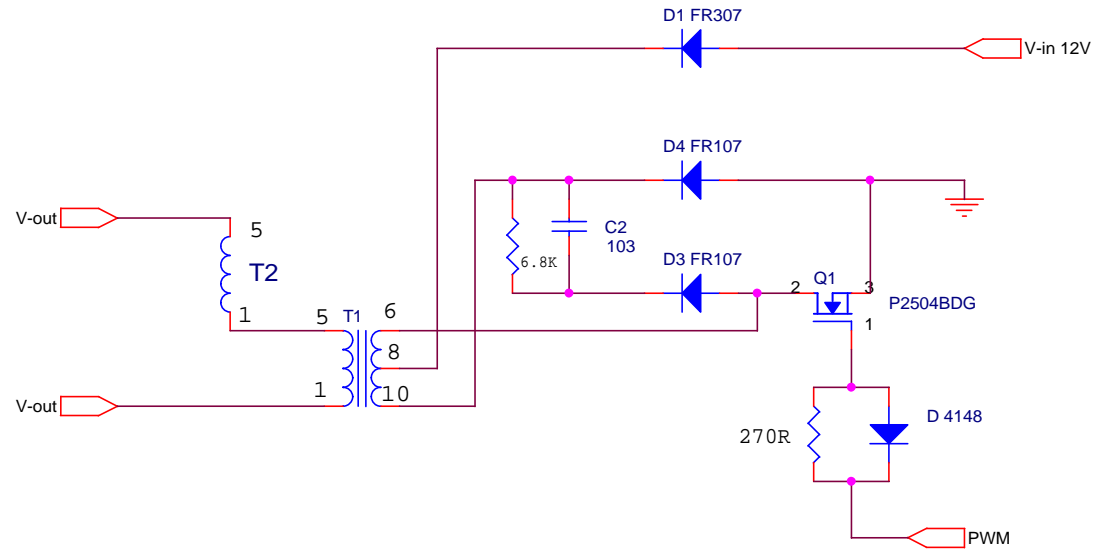 D1 FR307
V-in 12V
D4 FR107
V-out
5
T2
1
C2
103
6.8K
D3 FR107
Q1
2
3
P2504BDG
1
5
T1
6
8
1
10
V-out
270R
D 4148
PWM